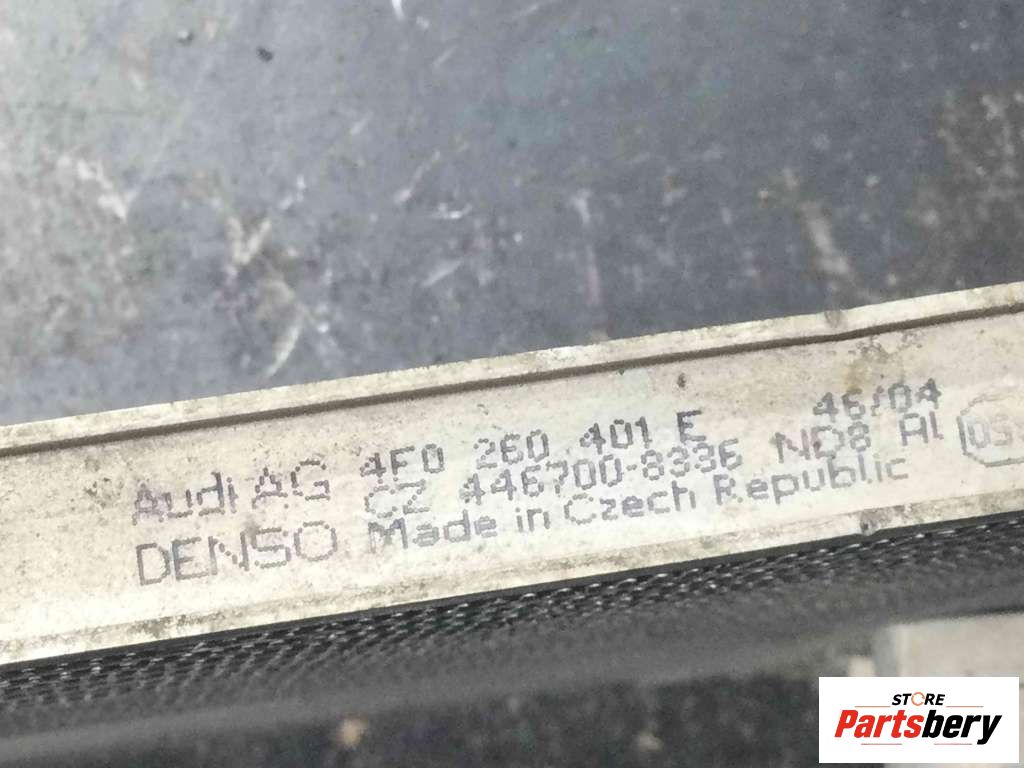 Audi AG 4E0 260 401 E 46/04
CZ 446700-8336 ND8 Al
DENSO Made in Czech Republic
STORE
Partsbery